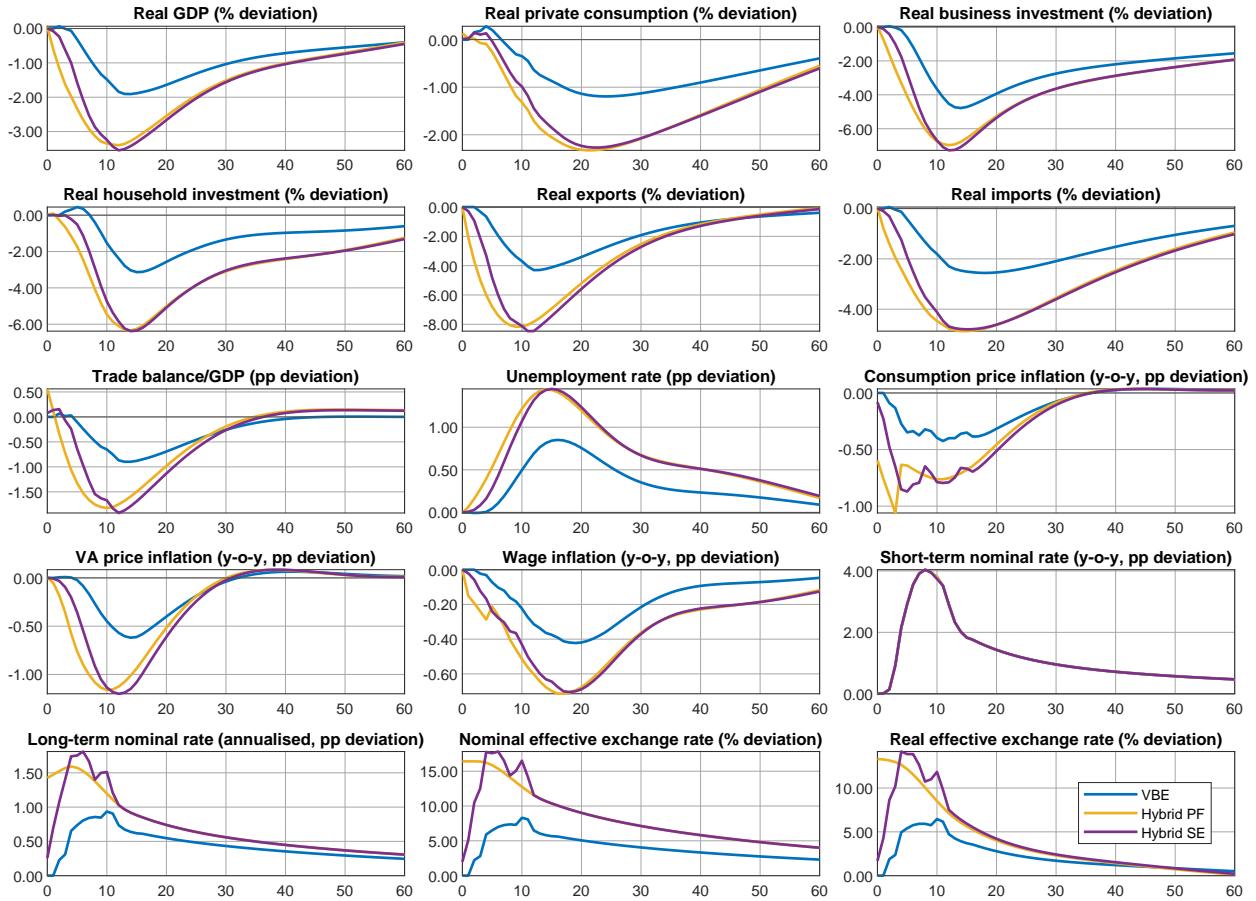 Real GDP (% deviation)
0.00
-1.00
-2.00
-3.00
0 10 20 30 40 50 60
Real private consumption (% deviation)
0.00
-1.00
-2.00
0 10 20 30 40 50 60
Real business investment (% deviation)
0.00
-2.00
-4.00
-6.00
0 10 20 30 40 50 60
Real household investment (% deviation)
0.00
-2.00
-4.00
-6.00
0 10 20 30 40 50 60
Real exports (% deviation)
0.00
-2.00
-4.00
-6.00
-8.00
0 10 20 30 40 50 60
Real imports (% deviation)
0.00
-2.00
-4.00
0 10 20 30 40 50 60
Trade balance/GDP (pp deviation)
0.50
0.00
-0.50
-1.00
-1.50
0 10 20 30 40 50 60
Unemployment rate (pp deviation)
1.00
0.50
0.00
0 10 20 30 40 50 60
Consumption price inflation (y-o-y, pp deviation)
0.00
-0.50
-1.00
0 10 20 30 40 50 60
VA price inflation (y-o-y, pp deviation)
0.00
-0.50
-1.00
0 10 20 30 40 50 60
Wage inflation (y-o-y, pp deviation)
0.00
-0.20
-0.40
-0.60
0 10 20 30 40 50 60
Short-term nominal rate (y-o-y, pp deviation)
4.00
2.00
0.00
0 10 20 30 40 50 60
Long-term nominal rate (annualised, pp deviation)
1.50
1.00
0.50
0.00
0 10 20 30 40 50 60
Nominal effective exchange rate (% deviation)
15.00
10.00
5.00
0.00
0 10 20 30 40 50 60
Real effective exchange rate (% deviation)
10.00
5.00
0.00
0 10 20 30 40 50 60
VBE
Hybrid PF
Hybrid SE